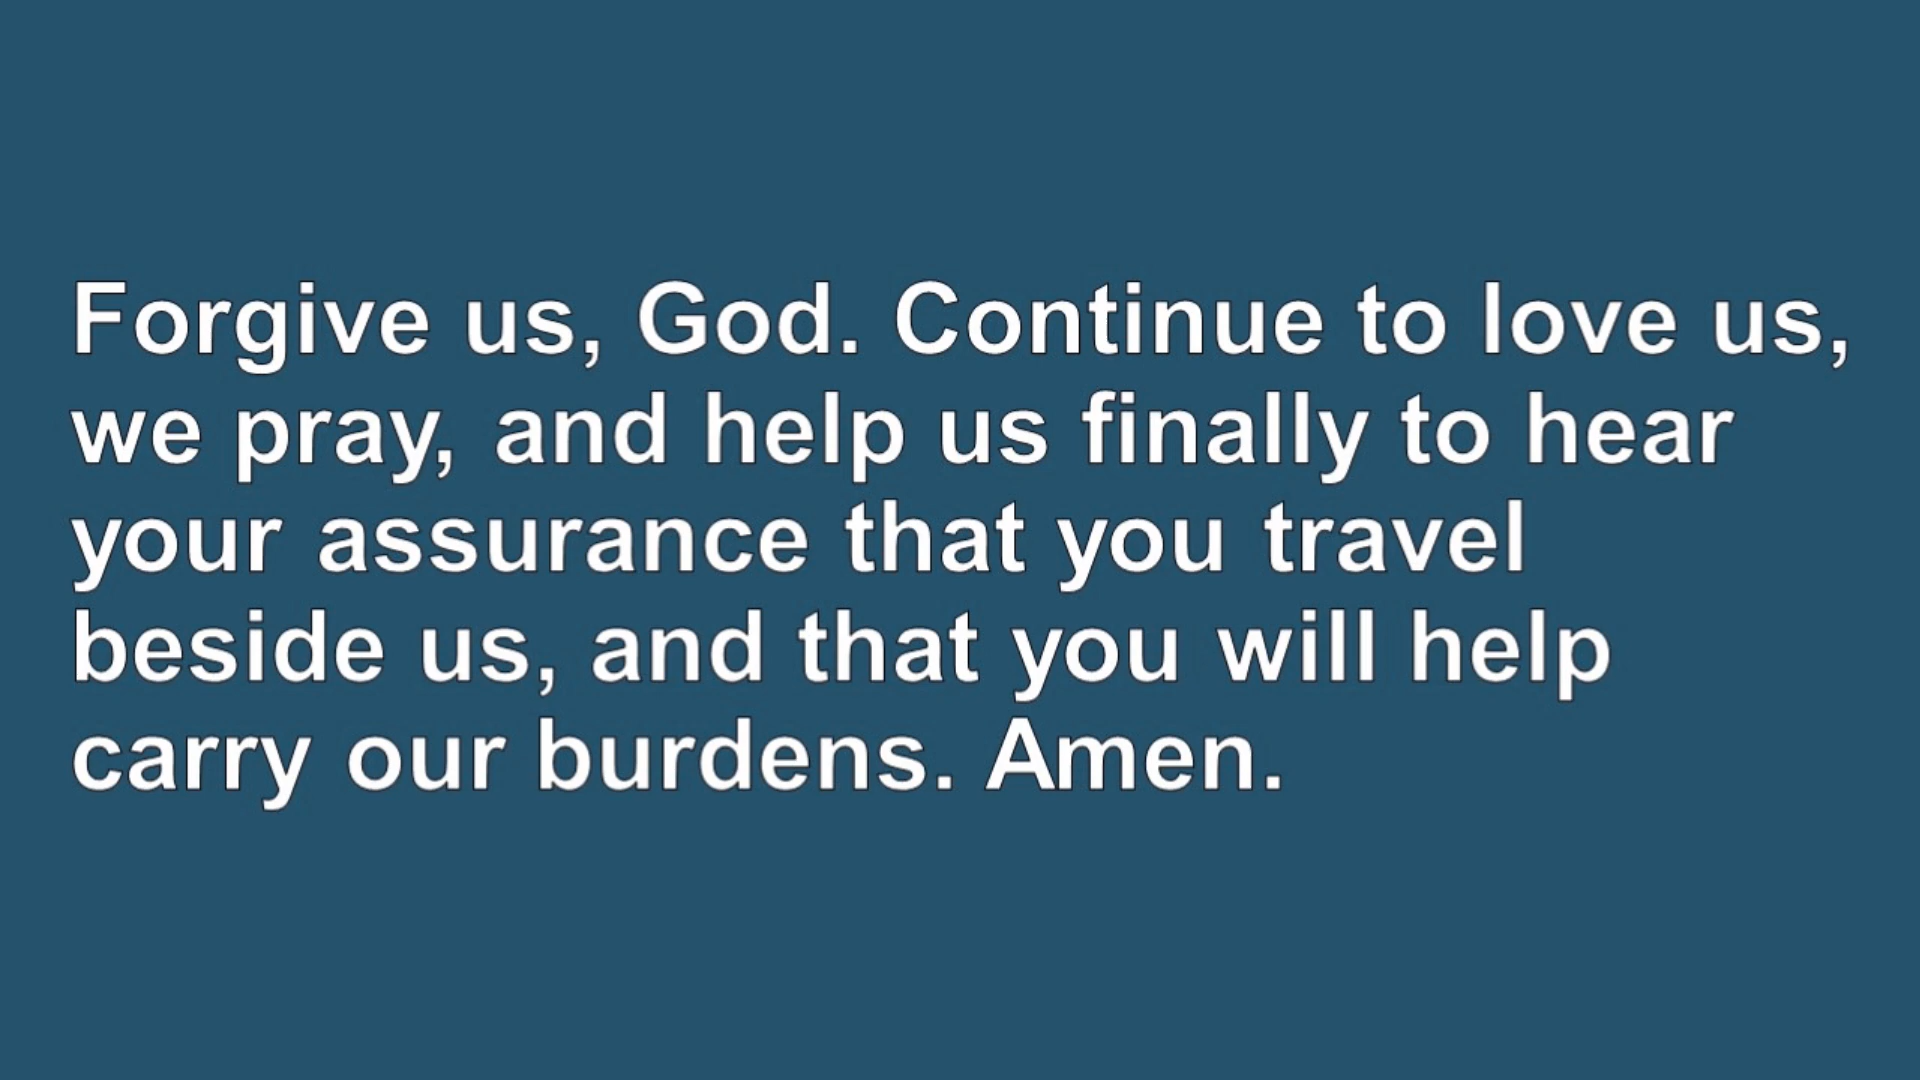 Forgive us, God. Continue to love us,
we pray, and help us finally to hear
your assurance that you travel
beside us, and that you will help
carry our burdens. Amen.